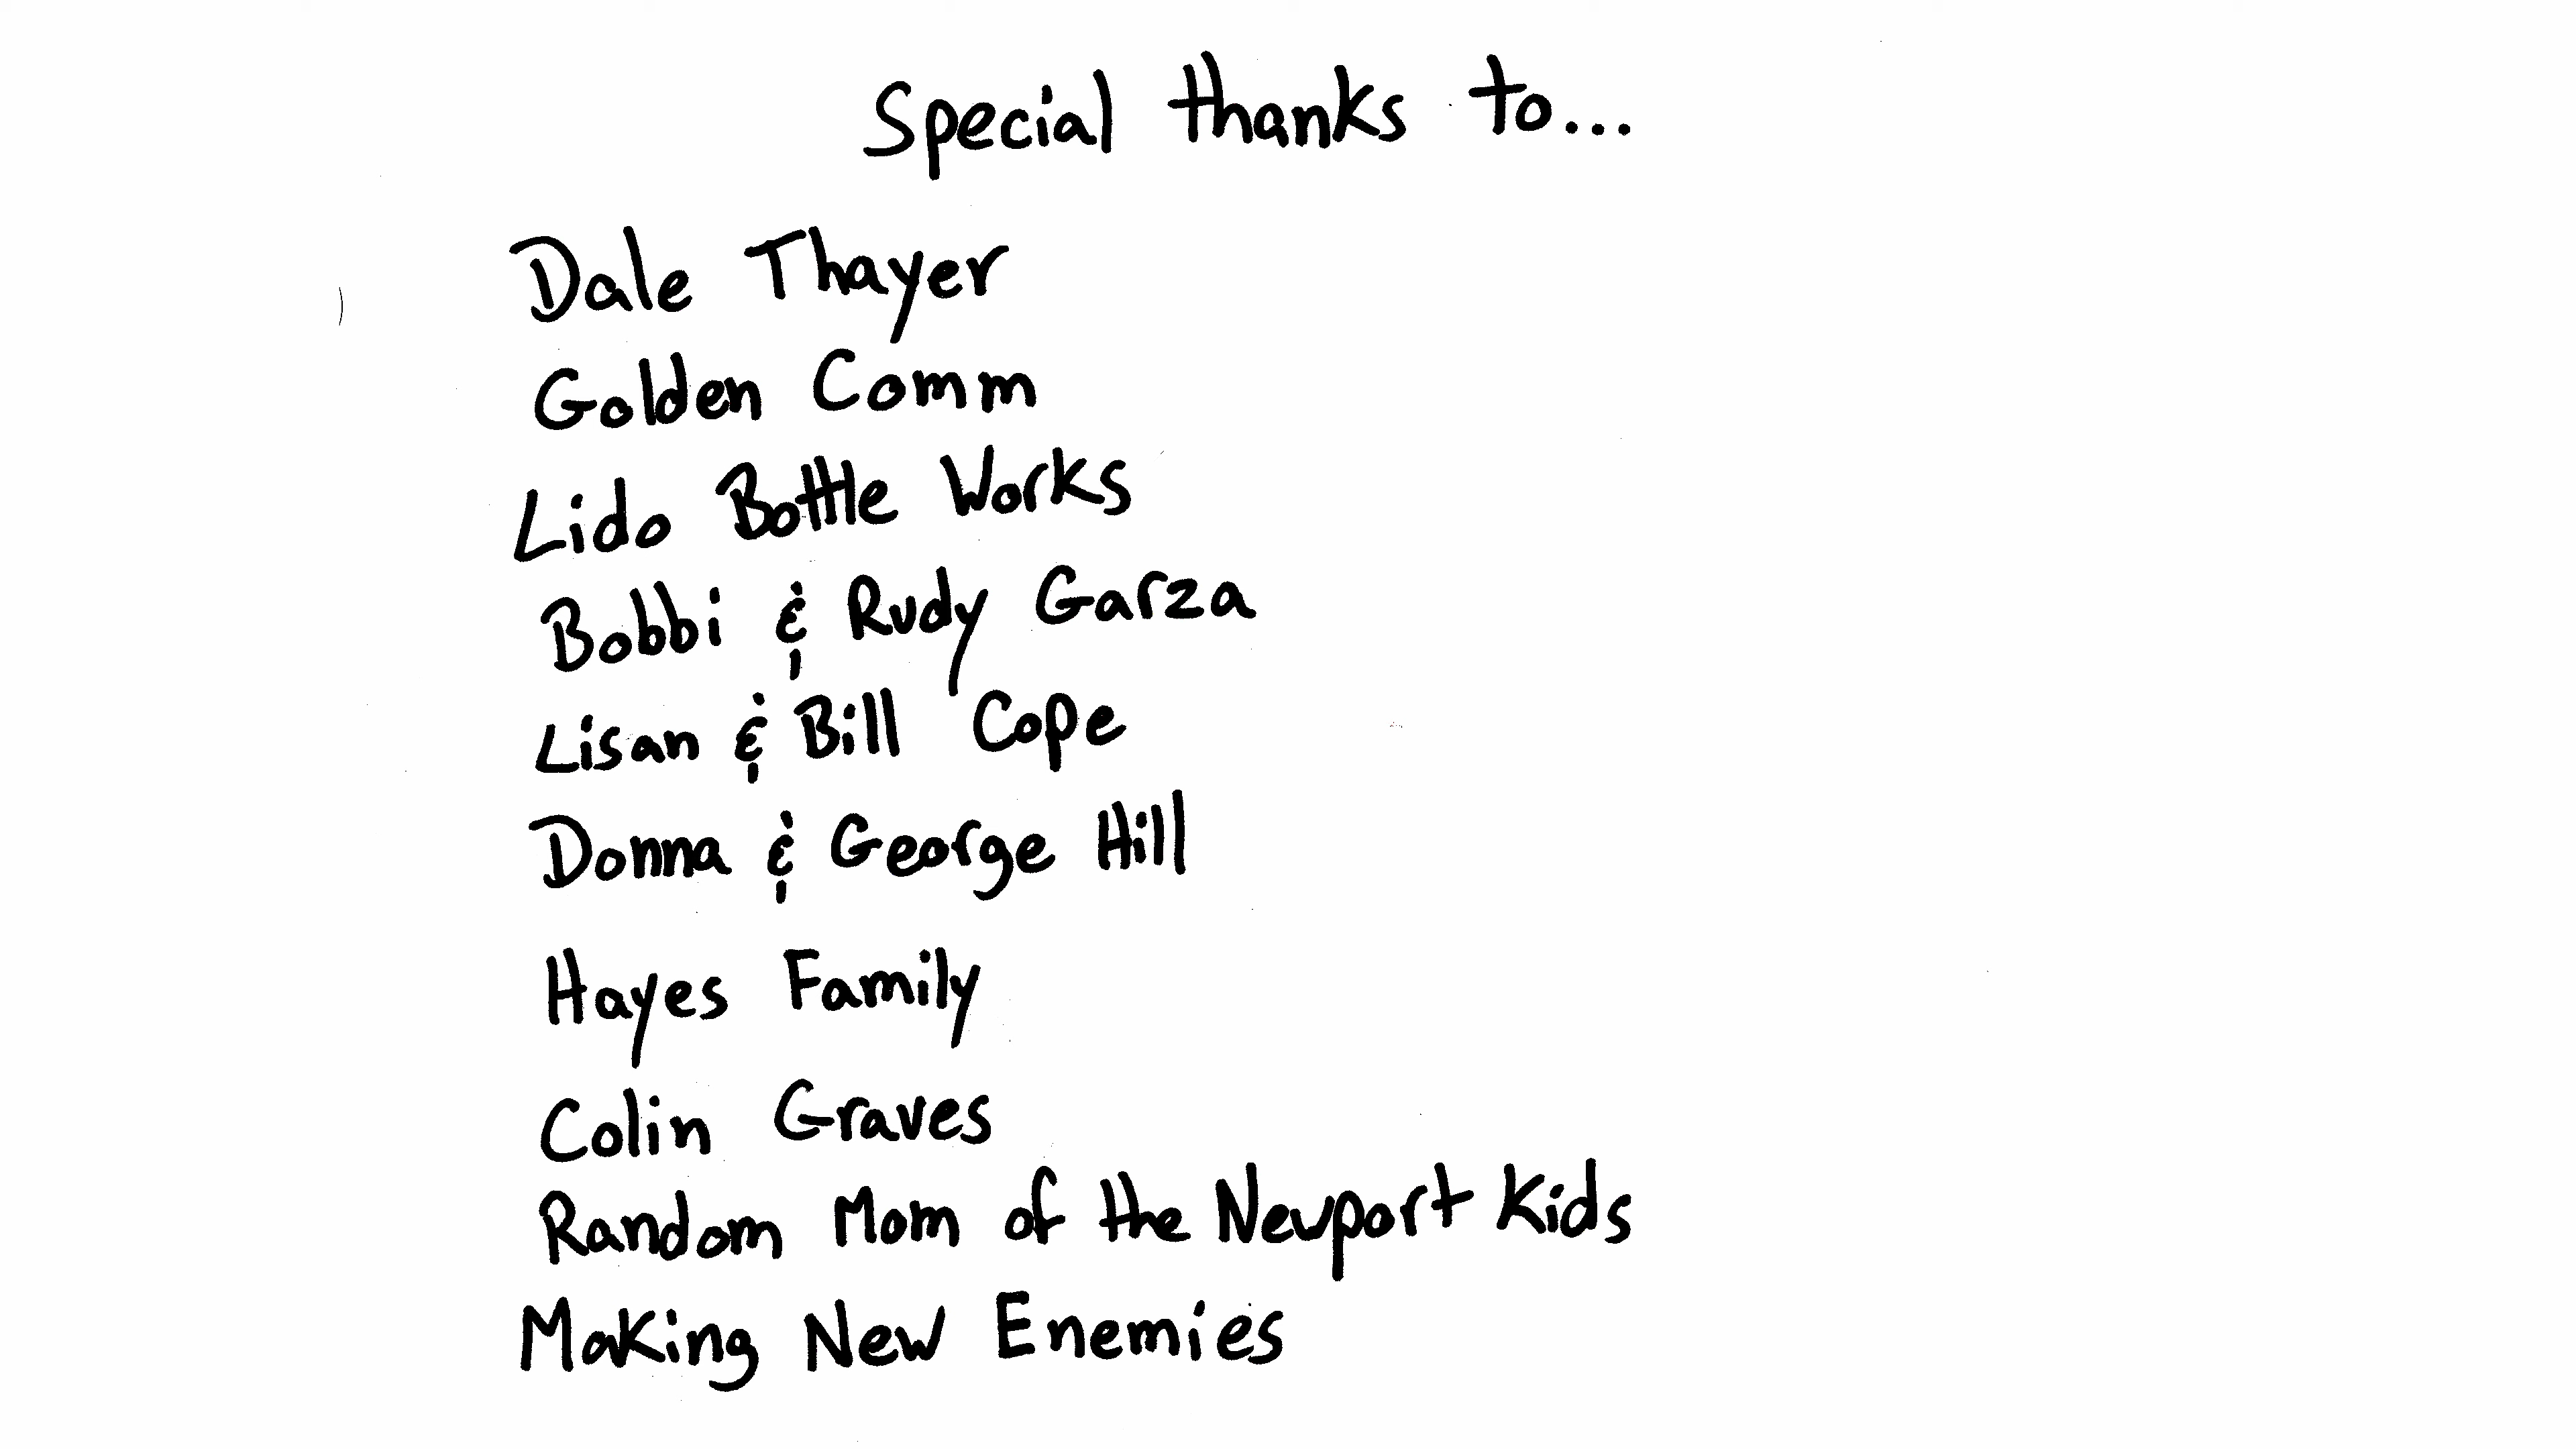 Special thanks to...
Dale Thayer
Golden Comm
Lido Bottle Works
Bobbi & Rudy Garza
Lisan & Bill Cope
Donna & George Hill
Hayes Family
Colin Graves
Random Mom of the Newport Kids
Making New Enemies